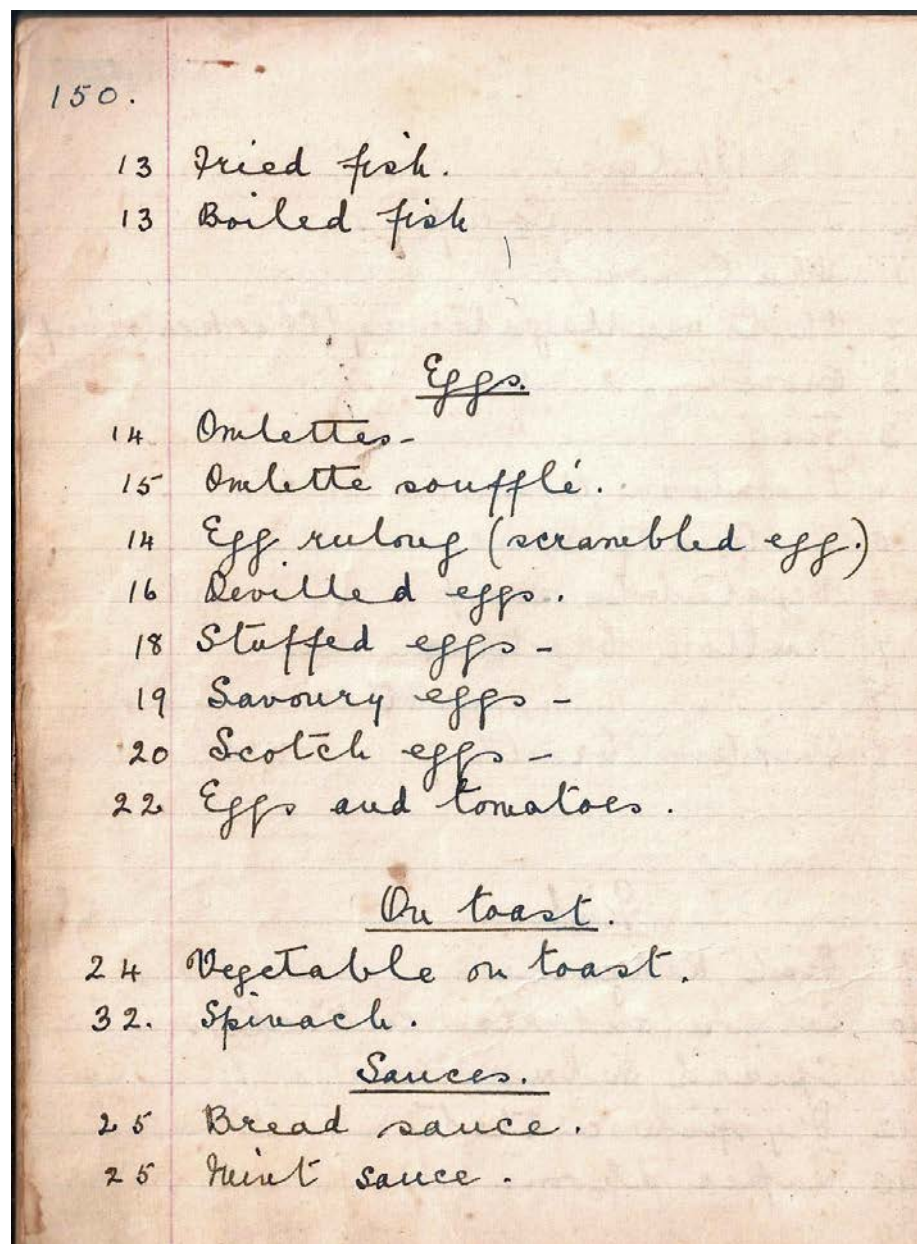 150.
13 Fried fish.
13 Boiled fish
Eggs.
14 Omlettes-
15 Omlette soufflé.
14 Egg rulong (scrambled egg.)
16 Devilled eggs.
18 Stuffed eggs -
19 Savoury eggs -
20 Scotch eggs -
22 Eggs and tomatoes.
On toast.
24 Vegetable on toast.
32. Spinach.
Sauces.
25 Bread sauce.
25 Mint sauce.